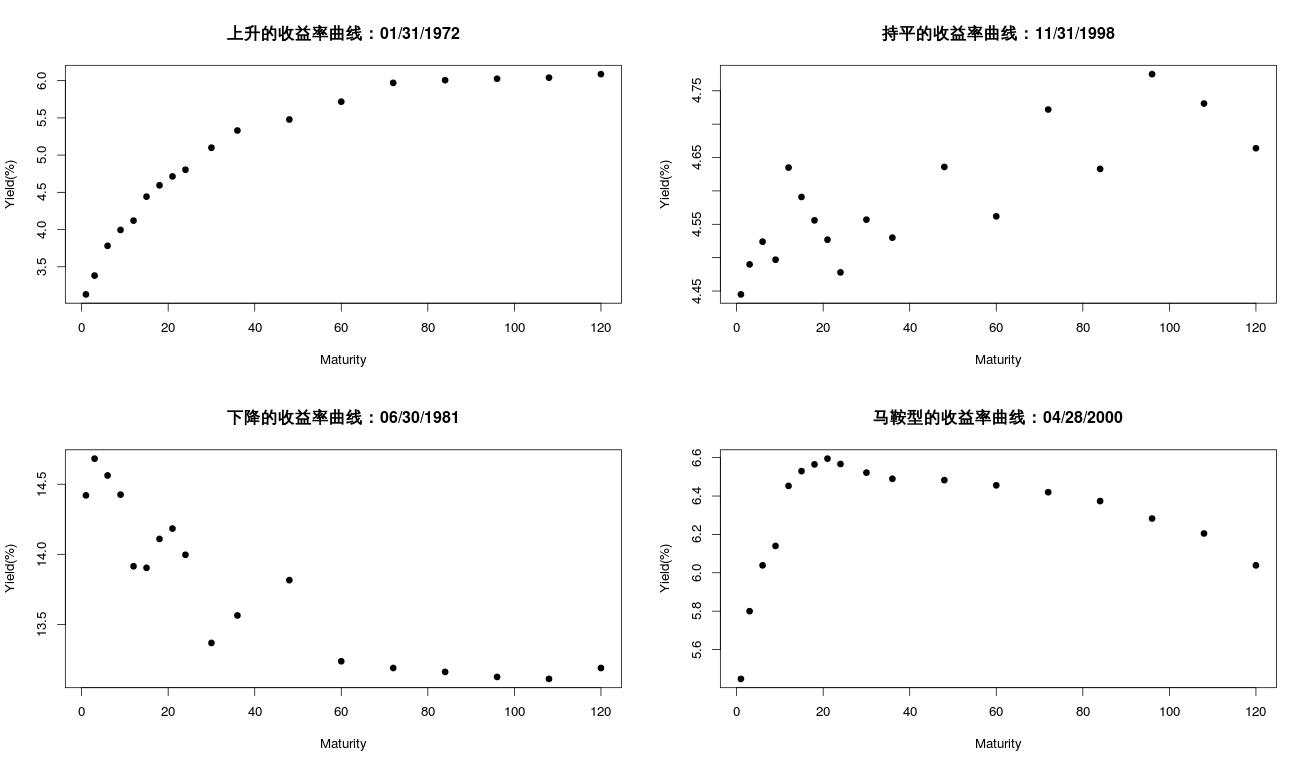 上升的收益率曲线：01/31/1972
Yield(%)
6.0
5.5
5.0
4.5
4.0
3.5
0 20 40 60 80 100 120
Maturity
持平的收益率曲线：11/31/1998
Yield(%)
4.75
4.65
4.55
4.45
0 20 40 60 80 100 120
Maturity
下降的收益率曲线：06/30/1981
Yield(%)
14.5
14.0
13.5
0 20 40 60 80 100 120
Maturity
马鞍型的收益率曲线：04/28/2000
Yield(%)
6.6
6.4
6.2
6.0
5.8
5.6
0 20 40 60 80 100 120
Maturity